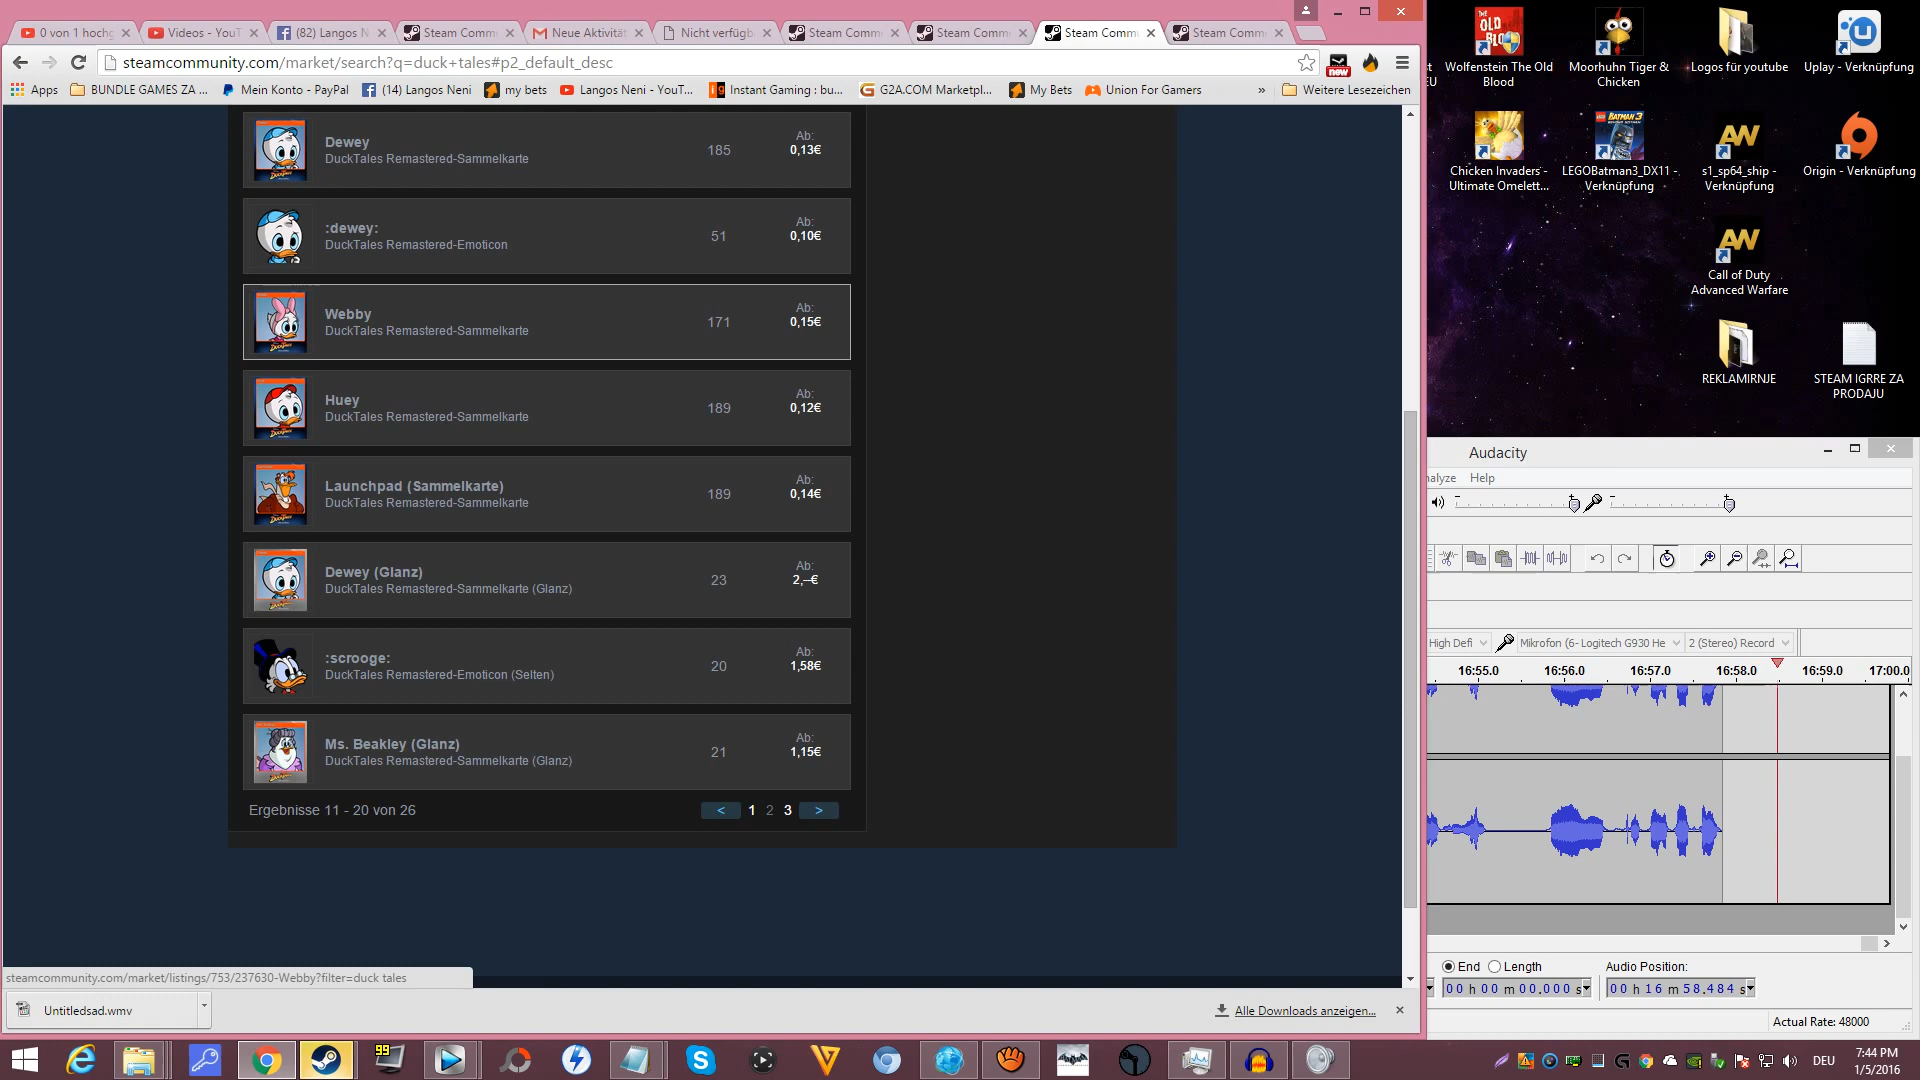 0 von 1 hochg
Videos - YouT
(82) Langos N
Steam Comm
Neue Aktivität
Nicht verfügb
Steam Comm
Steam Comm
Steam Comm
Steam Comm
steamcommunity.com/market/search?q=duck+tales#p2_default_desc
new
Apps
BUNDLE GAMES ZA ...
Mein Konto - PayPal
(14) Langos Neni
my bets
Langos Neni - YouT...
Instant Gaming : bu...
G2A.COM Marketpl...
My Bets
Union For Gamers
»
Weitere Lesezeichen
Dewey
DuckTales Remastered-Sammelkarte
185
Ab:
0,13€
:dewey:
DuckTales Remastered-Emoticon
51
Ab:
0,10€
Webby
DuckTales Remastered-Sammelkarte
171
Ab:
0,15€
Huey
DuckTales Remastered-Sammelkarte
189
Ab:
0,12€
Launchpad (Sammelkarte)
DuckTales Remastered-Sammelkarte
189
Ab:
0,14€
Dewey (Glanz)
DuckTales Remastered-Sammelkarte (Glanz)
23
Ab:
2,--€
:scrooge:
DuckTales Remastered-Emoticon (Selten)
20
Ab:
1,58€
Ms. Beakley (Glanz)
DuckTales Remastered-Sammelkarte (Glanz)
21
Ab:
1,15€
Ergebnisse 11 - 20 von 26
< 1 2 3 >
steamcommunity.com/market/listings/753/237630-Webby?filter=duck tales
Untitledsad.wmv
Alle Downloads anzeigen...
Wolfenstein The Old
Blood
Moorhuhn Tiger &
Chicken
Logos für youtube
Uplay - Verknüpfung
Chicken Invaders -
Ultimate Omelett...
LEGOBatman3_DX11 -
Verknüpfung
s1_sp64_ship -
Verknüpfung
Origin - Verknüpfung
Call of Duty
Advanced Warfare
REKLAMIRNJE
STEAM IGRRE ZA
PRODAJU
Audacity
nalyze
Help
High Defi
Mikrofon (6- Logitech G930 He
2 (Stereo) Record
16:55.0
16:56.0
16:57.0
16:58.0
16:59.0
17:00.0
End
Length
Audio Position:
00 h 00 m 00.000 s
00 h 16 m 58.484 s
Actual Rate: 48000
99
DEU
7:44 PM
1/5/2016